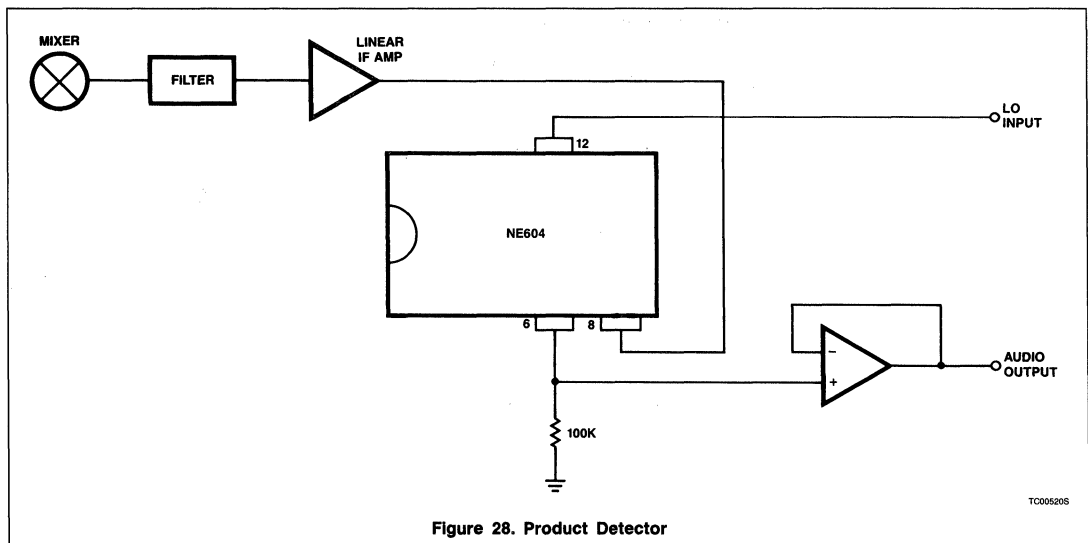 MIXER
FILTER
LINEAR
IF AMP
LO
INPUT
12
NE604
6
8
−
+
AUDIO
OUTPUT
100K
TC00520S
Figure 28. Product Detector